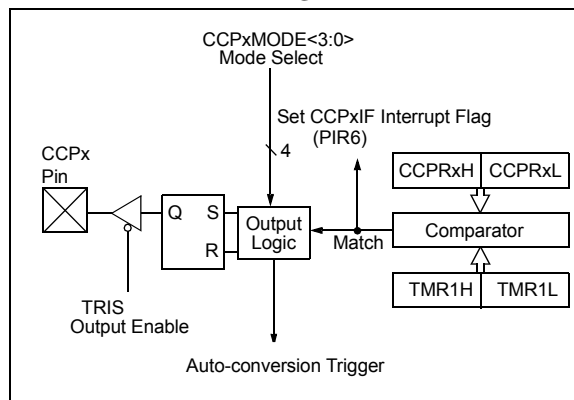 CCPxMODE<3:0>
Mode Select
Set CCPxIF Interrupt Flag
(PIR6)
4
CCPx
Pin
CCPRxH
CCPRxL
Q
S
R
Output
Logic
Match
Comparator
TMR1H
TMR1L
TRIS
Output Enable
Auto-conversion Trigger